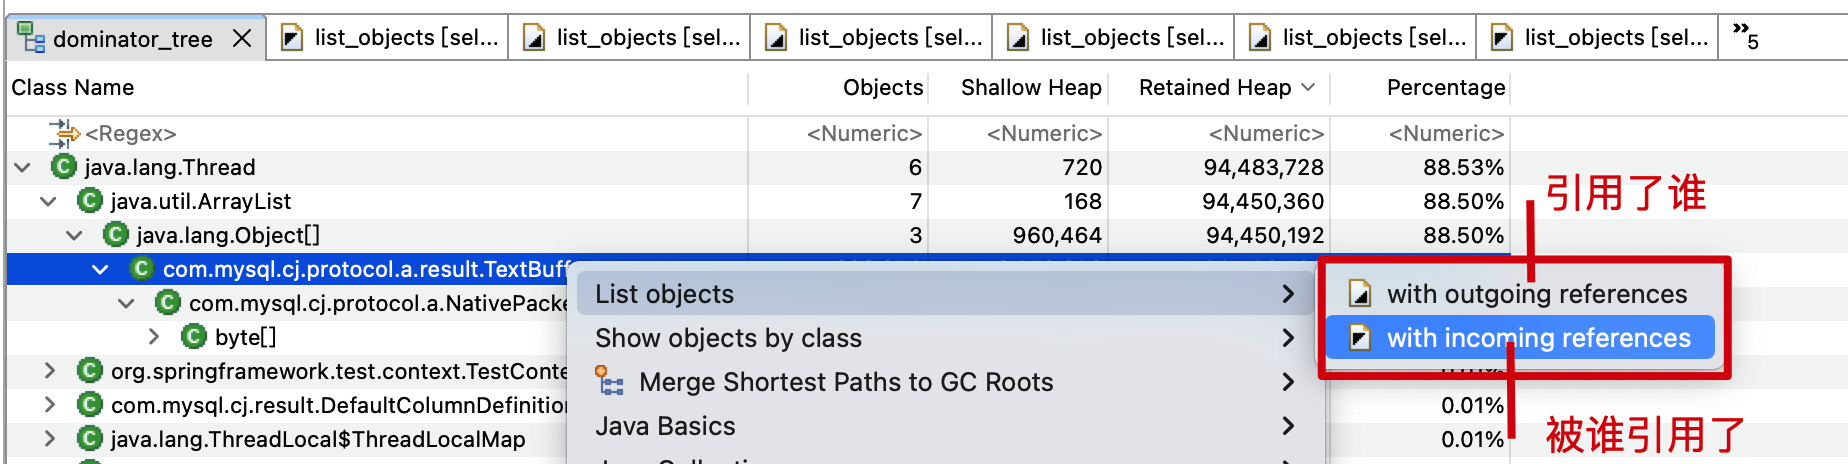 dominator_tree
list_objects [sel...
list_objects [sel...
list_objects [sel...
list_objects [sel...
list_objects [sel...
list_objects [sel...
»5
Class Name Objects Shallow Heap Retained Heap Percentage
<Regex> <Numeric> <Numeric> <Numeric> <Numeric>
java.lang.Thread 6 720 94,483,728 88.53%
java.util.ArrayList 7 168 94,450,360 88.50%
引用了谁
java.lang.Object[] 3 960,464 94,450,192 88.50%
com.mysql.cj.protocol.a.result.TextBuff
List objects
with outgoing references
com.mysql.cj.protocol.a.NativePacke
Show objects by class
with incoming references
byte[]
org.springframework.test.context.TestConte
Merge Shortest Paths to GC Roots
com.mysql.cj.result.DefaultColumnDefinition 0.01%
Java Basics
java.lang.ThreadLocal$ThreadLocalMap 0.01%
被谁引用了